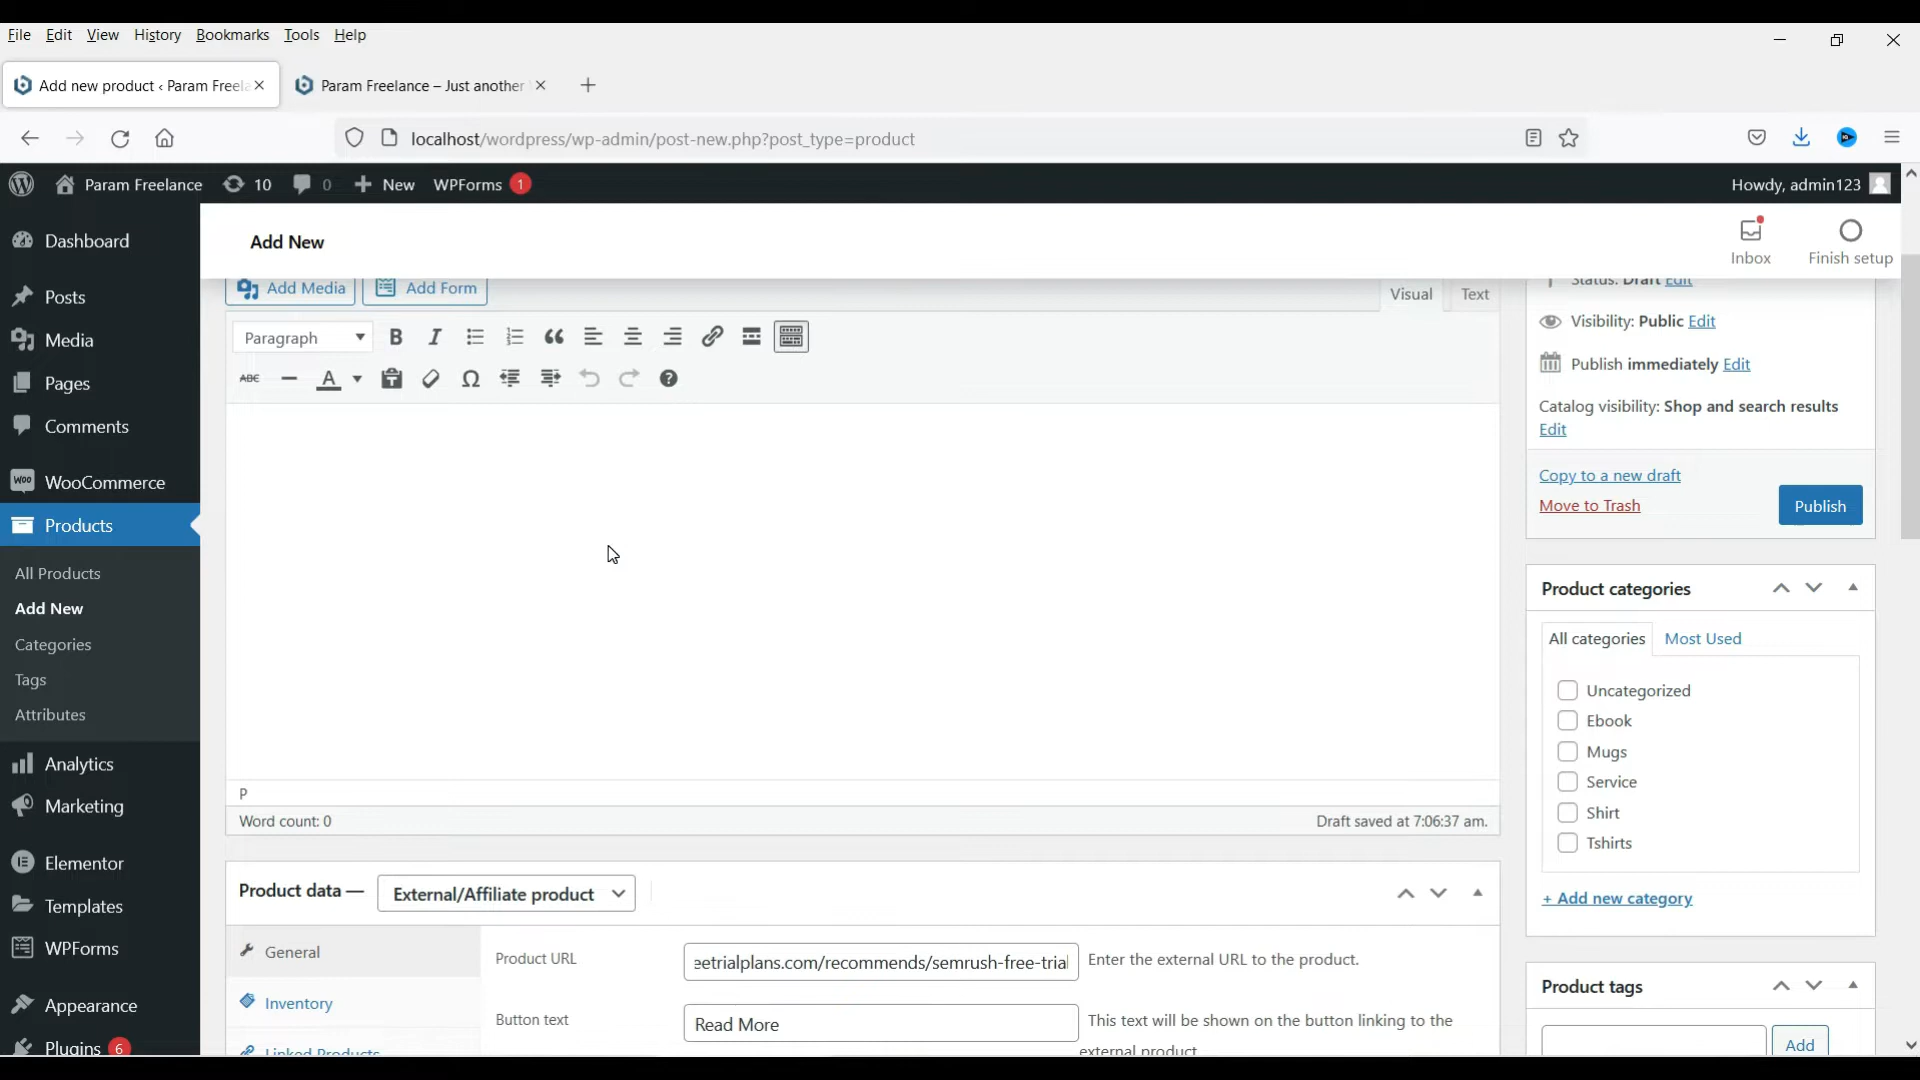 File Edit View History Bookmarks Tools Help
Add new product ‹ Param Freela
Param Freelance – Just another
localhost/wordpress/wp-admin/post-new.php?post_type=product
Param Freelance 10 0 New WPForms 1 Howdy, admin123
Add New
Inbox
Finish setup
Dashboard
Posts
Media
Pages
Comments
WooCommerce
Products
All Products
Add New
Categories
Tags
Attributes
Analytics
Marketing
Elementor
Templates
WPForms
Appearance
Plugins 6
Add Media Add Form
Visual Text
Paragraph
ABC
P
Word count: 0
Draft saved at 7:06:37 am.
Product data — External/Affiliate product
General
Inventory
Linked Products
Product URL
eetrialplans.com/recommends/semrush-free-trial
Enter the external URL to the product.
Button text
Read More
This text will be shown on the button linking to the
external product
Status: Draft Edit
Visibility: Public Edit
Publish immediately Edit
Catalog visibility: Shop and search results
Edit
Copy to a new draft
Move to Trash
Publish
Product categories
All categories Most Used
Uncategorized
Ebook
Mugs
Service
Shirt
Tshirts
+ Add new category
Product tags
Add